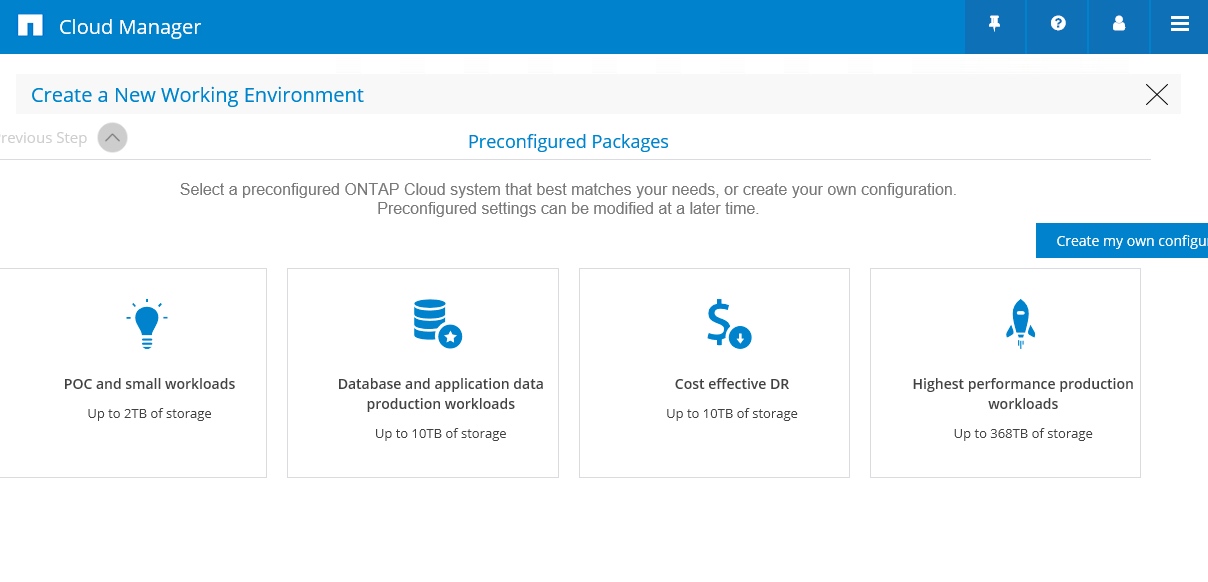 Cloud Manager
Create a New Working Environment
revious Step
Preconfigured Packages
Select a preconfigured ONTAP Cloud system that best matches your needs, or create your own configuration.
Preconfigured settings can be modified at a later time.
Create my own configu
POC and small workloads
Up to 2TB of storage
Database and application data
production workloads
Up to 10TB of storage
Cost effective DR
Up to 10TB of storage
Highest performance production
workloads
Up to 368TB of storage